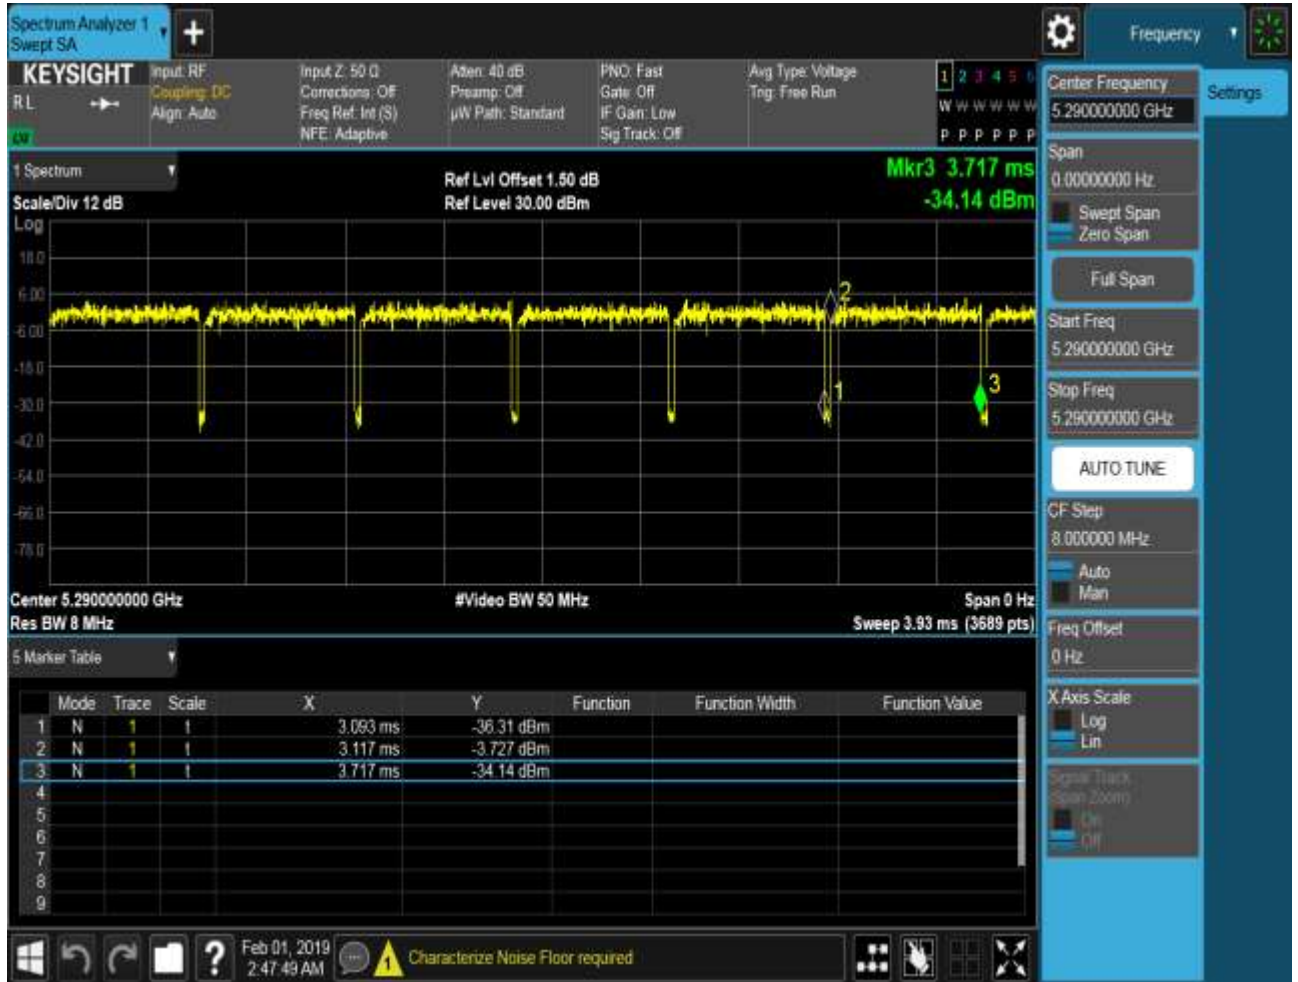 Spectrum Analyzer 1
Swept SA
+
Frequency
KEYSIGHT
RL
Input: RF
Coupling: DC
Align: Auto
Input Z: 50 Ω
Corrections: Off
Freq Ref: Int (S)
NFE: Adaptive
Atten: 40 dB
Preamp: Off
µW Path: Standard
PNO: Fast
Gate: Off
IF Gain: Low
Sig Track: Off
Avg Type: Voltage
Trig: Free Run
1 2 3 4 5 6
W W W W W W
P P P P P P
1 Spectrum
Scale/Div 12 dB
Ref Lvl Offset 1.50 dB
Ref Level 30.00 dBm
Mkr3 3.717 ms
-34.14 dBm
Log
18.0
6.00
-6.00
-18.0
-30.0
-42.0
-54.0
-66.0
-78.0
2
1
3
Center 5.290000000 GHz
#Video BW 50 MHz
Span 0 Hz
Res BW 8 MHz
Sweep 3.93 ms (3689 pts)
5 Marker Table
Mode Trace Scale X Y Function Function Width Function Value
1 N 1 t 3.093 ms -36.31 dBm
2 N 1 t 3.117 ms -3.727 dBm
3 N 1 t 3.717 ms -34.14 dBm
4
5
6
7
8
9
?
Feb 01, 2019
2:47:49 AM
1
Characterize Noise Floor required
Center Frequency
5.290000000 GHz
Settings
Span
0.00000000 Hz
Swept Span
Zero Span
Full Span
Start Freq
5.290000000 GHz
Stop Freq
5.290000000 GHz
AUTO TUNE
CF Step
8.000000 MHz
Auto
Man
Freq Offset
0 Hz
X Axis Scale
Log
Lin
Signal Track
(Span Zoom)
On
Off